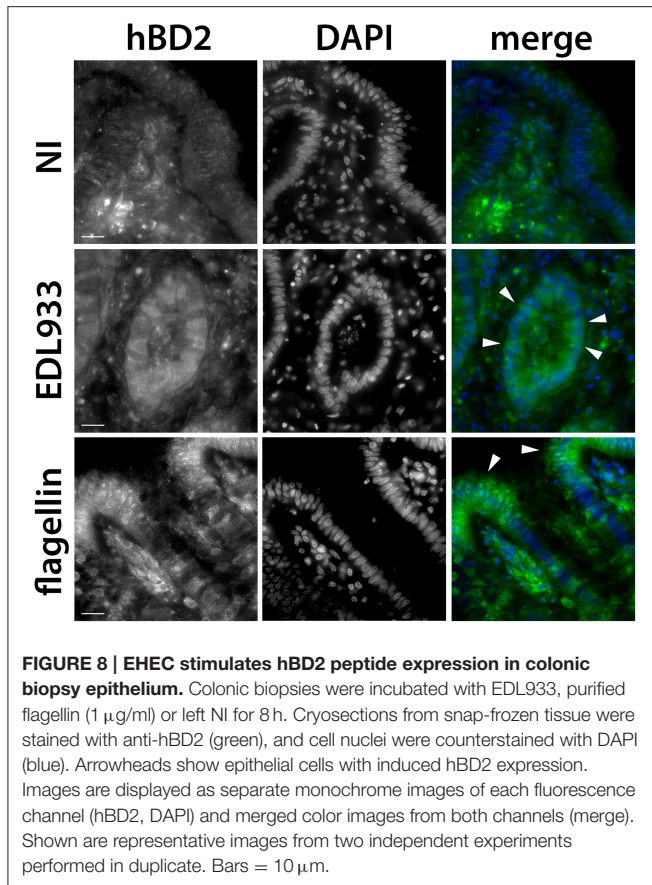 hBD2 DAPI merge
NI
EDL933
flagellin
FIGURE 8 | EHEC stimulates hBD2 peptide expression in colonic
biopsy epithelium. Colonic biopsies were incubated with EDL933, purified
flagellin (1 μg/ml) or left NI for 8 h. Cryosections from snap-frozen tissue were
stained with anti-hBD2 (green), and cell nuclei were counterstained with DAPI
(blue). Arrowheads show epithelial cells with induced hBD2 expression.
Images are displayed as separate monochrome images of each fluorescence
channel (hBD2, DAPI) and merged color images from both channels (merge).
Shown are representative images from two independent experiments
performed in duplicate. Bars = 10 μm.